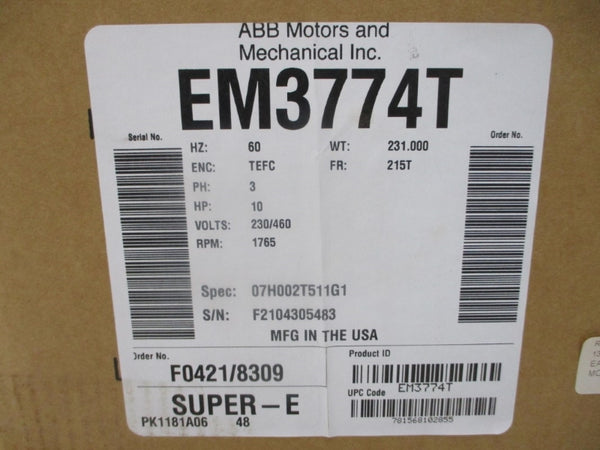 ABB Motors and
Mechanical Inc.
EM3774T
Serial No. Order No.
HZ: 60 WT: 231.000
ENC: TEFC FR: 215T
PH: 3
HP: 10
VOLTS: 230/460
RPM: 1765
Spec: 07H002T511G1
S/N: F2104305483
MFG IN THE USA
Order No. Product ID
F0421/8309
EM3774T
UPC Code
SUPER-E
781568102855
PK1181A06 48